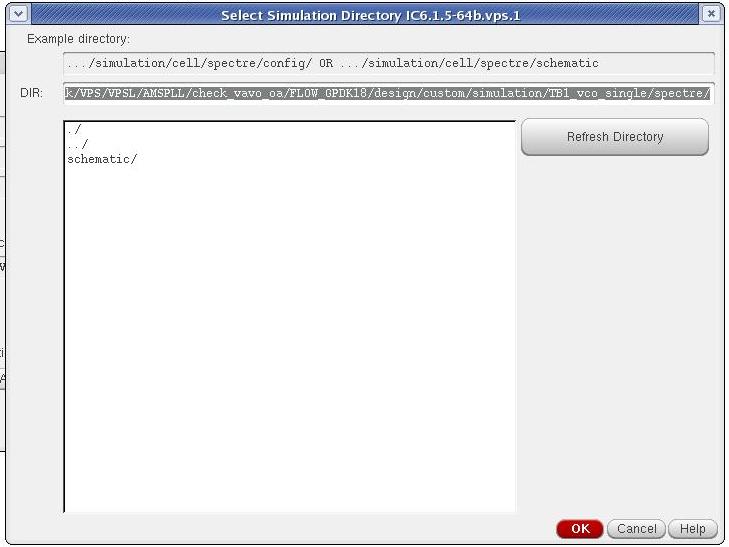 Select Simulation Directory IC6.1.5-64b.vps.1
Example directory:
.../simulation/cell/spectre/config/ OR .../simulation/cell/spectre/schematic
DIR: k/VPS/VPSL/AMSPLL/check_vavo_oa/FLOW_GPDK18/design/custom/simulation/TB1_vco_single/spectre/
./
../
schematic/
Refresh Directory
OK Cancel Help